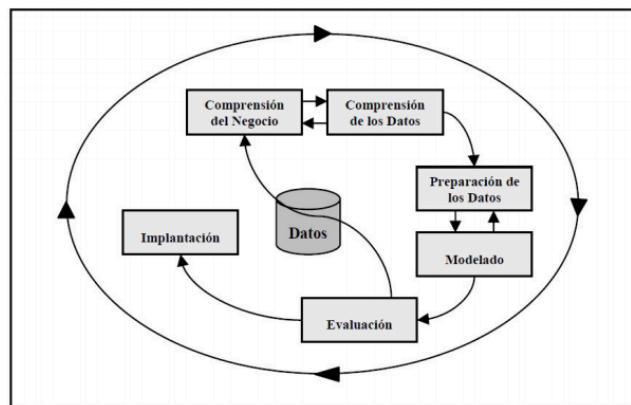 Comprensión
del Negocio
Comprensión
de los Datos
Preparación de
los Datos
Implantación
Datos
Modelado
Evaluación